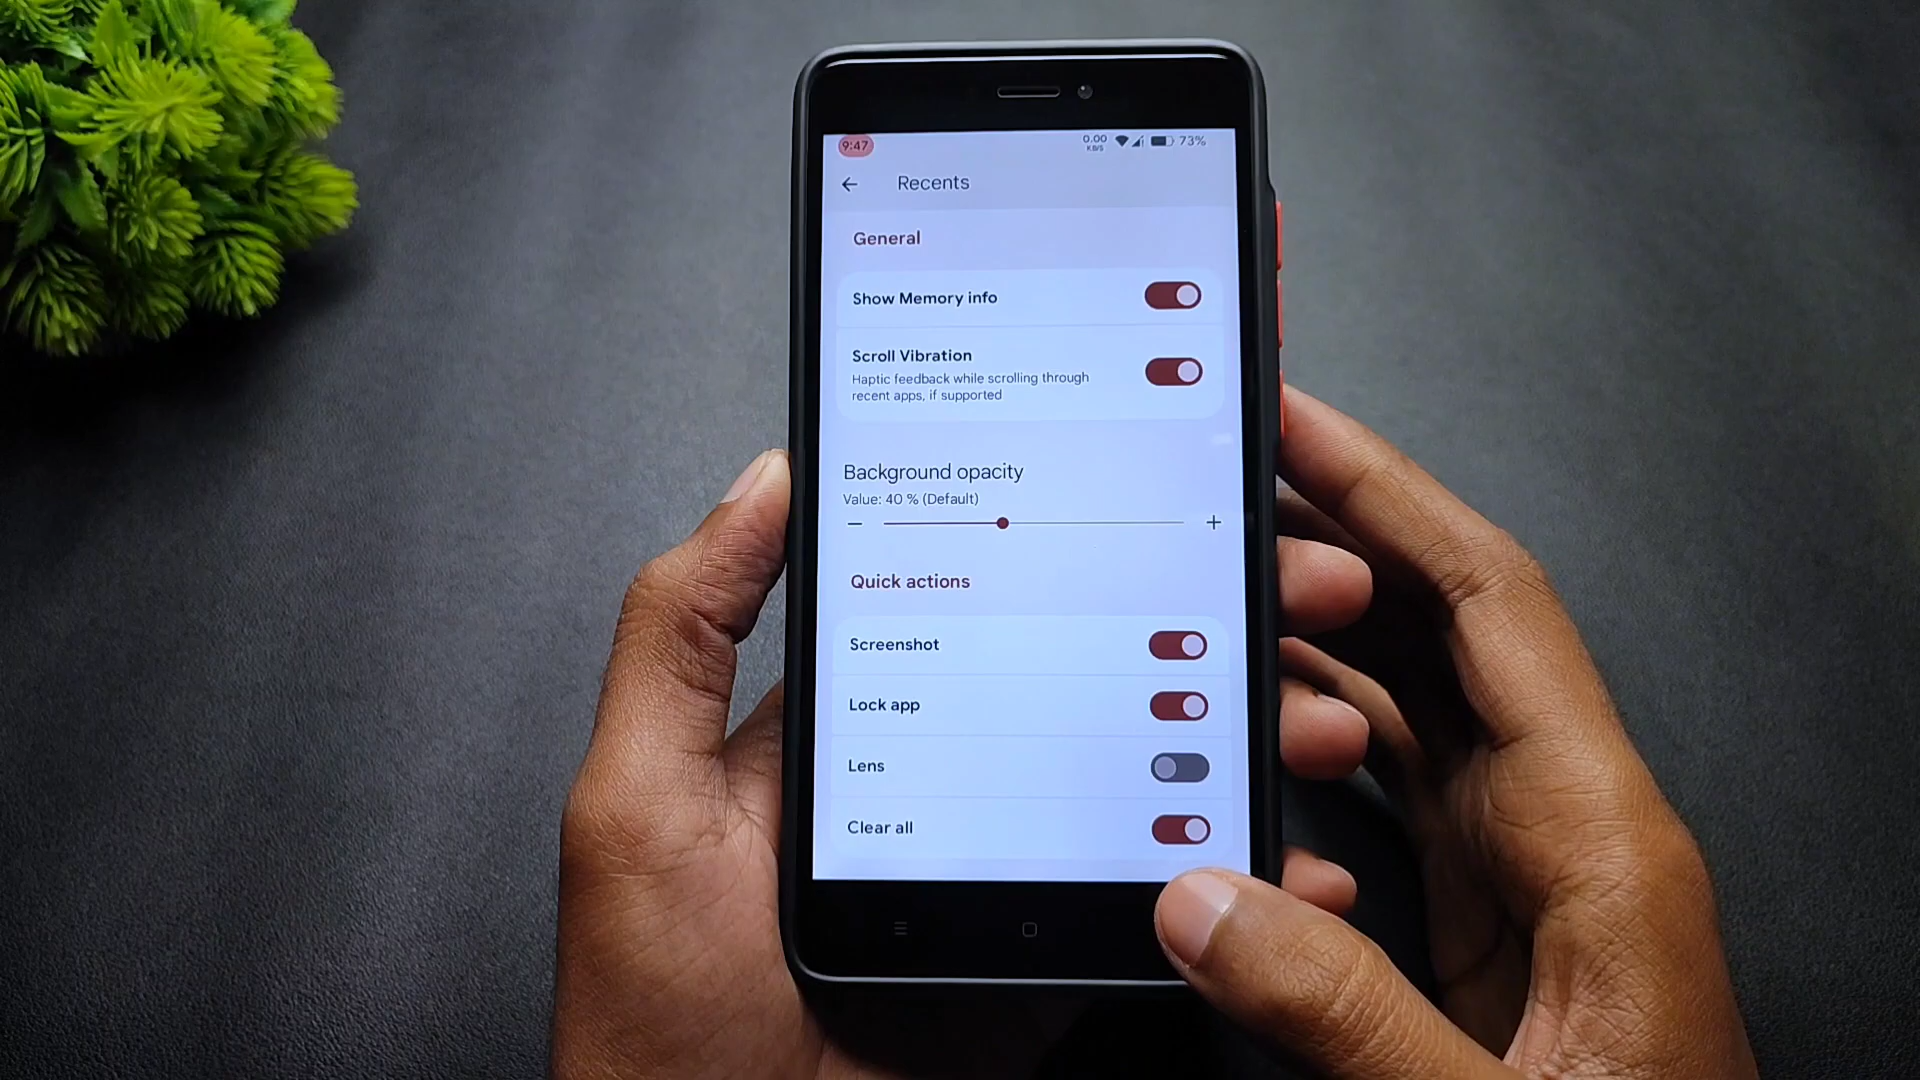 9:47
0.00
KB/S
73%
Recents
General
Show Memory info
Scroll Vibration
Haptic feedback while scrolling through
recent apps, if supported
Background opacity
Value: 40 % (Default)
Quick actions
Screenshot
Lock app
Lens
Clear all